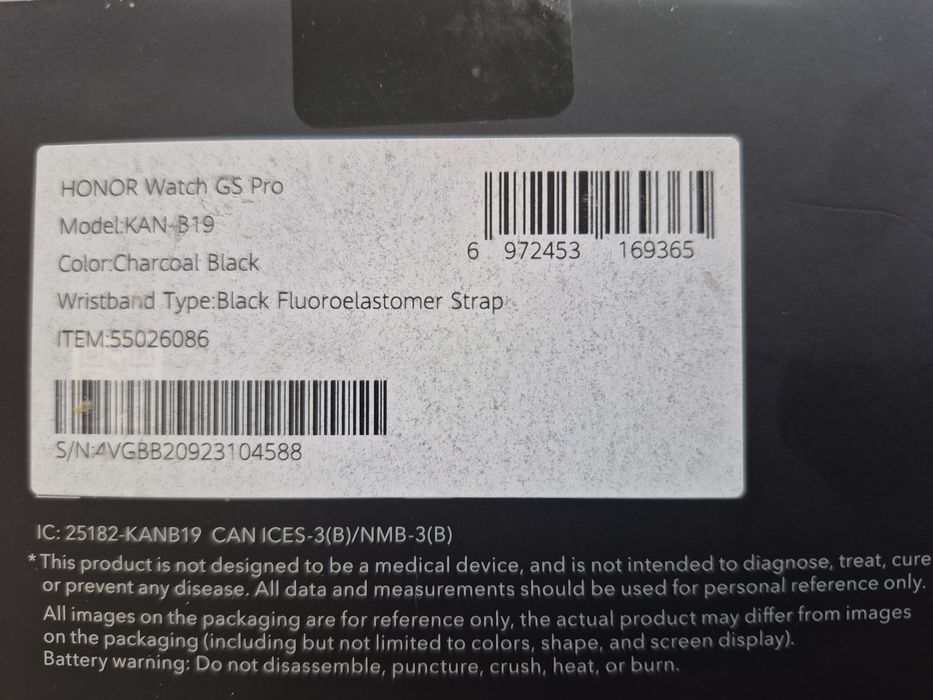 HONOR Watch GS Pro
Model:KAN-B19
Color:Charcoal Black
Wristband Type:Black Fluoroelastomer Strap
ITEM:55026086
6 972453 169365
S/N:4VGBB20923104588
IC: 25182-KANB19 CAN ICES-3(B)/NMB-3(B)
*This product is not designed to be a medical device, and is not intended to diagnose, treat, cure
or prevent any disease. All data and measurements should be used for personal reference only.
All images on the packaging are for reference only, the actual product may differ from images
on the packaging (including but not limited to colors, shape, and screen display).
Battery warning: Do not disassemble, puncture, crush, heat, or burn.